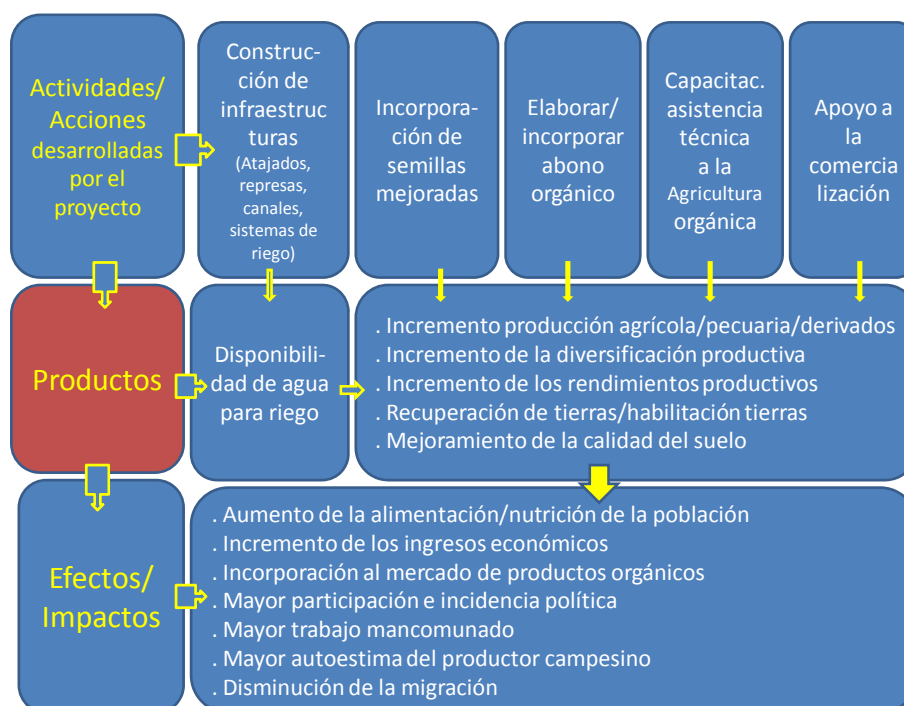 Actividades/
Acciones
desarrolladas
por el
proyecto
Construc-
ción de
infraestruc
turas
(Atajados,
represas,
canales,
sistemas de
riego)
Incorpora-
ción de
semillas
mejoradas
Elaborar/
incorporar
abono
orgánico
Capacitac.
asistencia
técnica
a la
Agricultura
orgánica
Apoyo a
la
comercia
lización
Productos
Disponibili-
dad de agua
para riego
. Incremento producción agrícola/pecuaria/derivados
. Incremento de la diversificación productiva
. Incremento de los rendimientos productivos
. Recuperación de tierras/habilitación tierras
. Mejoramiento de la calidad del suelo
Efectos/
Impactos
. Aumento de la alimentación/nutrición de la población
. Incremento de los ingresos económicos
. Incorporación al mercado de productos orgánicos
. Mayor participación e incidencia política
. Mayor trabajo mancomunado
. Mayor autoestima del productor campesino
. Disminución de la migración